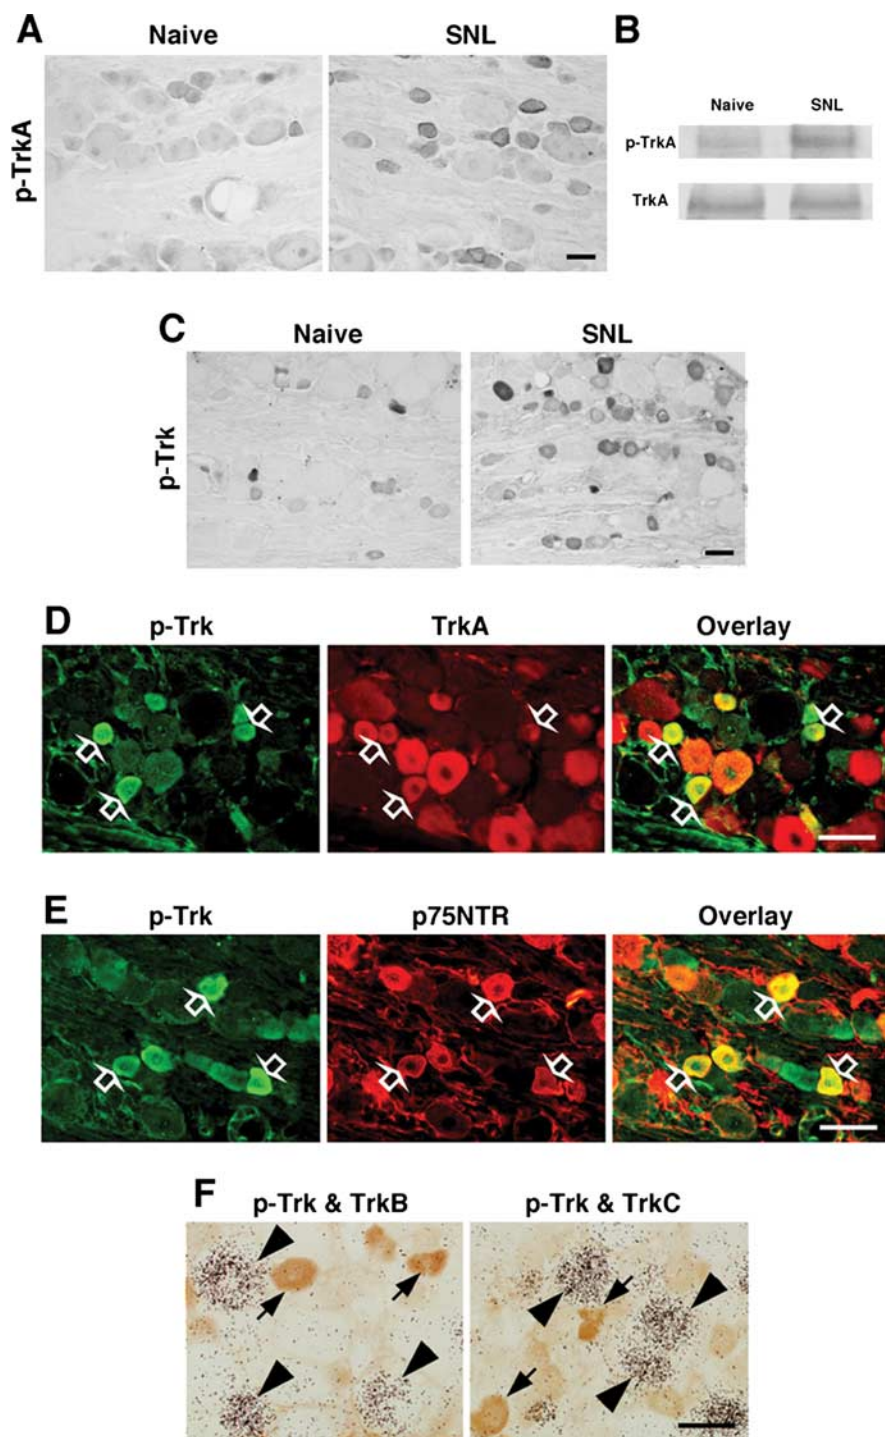 A
Naive SNL
p-TrkA
B
Naive SNL
p-TrkA
TrkA
C
Naive SNL
p-Trk
D
p-Trk TrkA Overlay
E
p-Trk p75NTR Overlay
F
p-Trk & TrkB p-Trk & TrkC